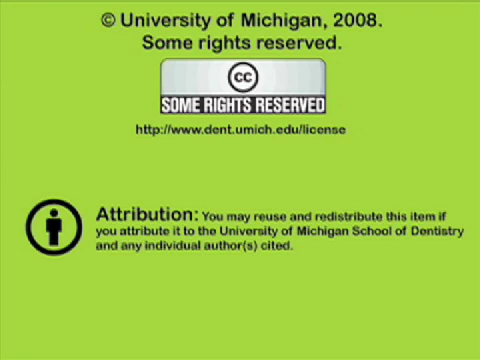 © University of Michigan, 2008.
Some rights reserved.
cc
SOME RIGHTS RESERVED
http://www.dent.umich.edu/license
Attribution: You may reuse and redistribute this item if
you attribute it to the University of Michigan School of Dentistry
and any individual author(s) cited.